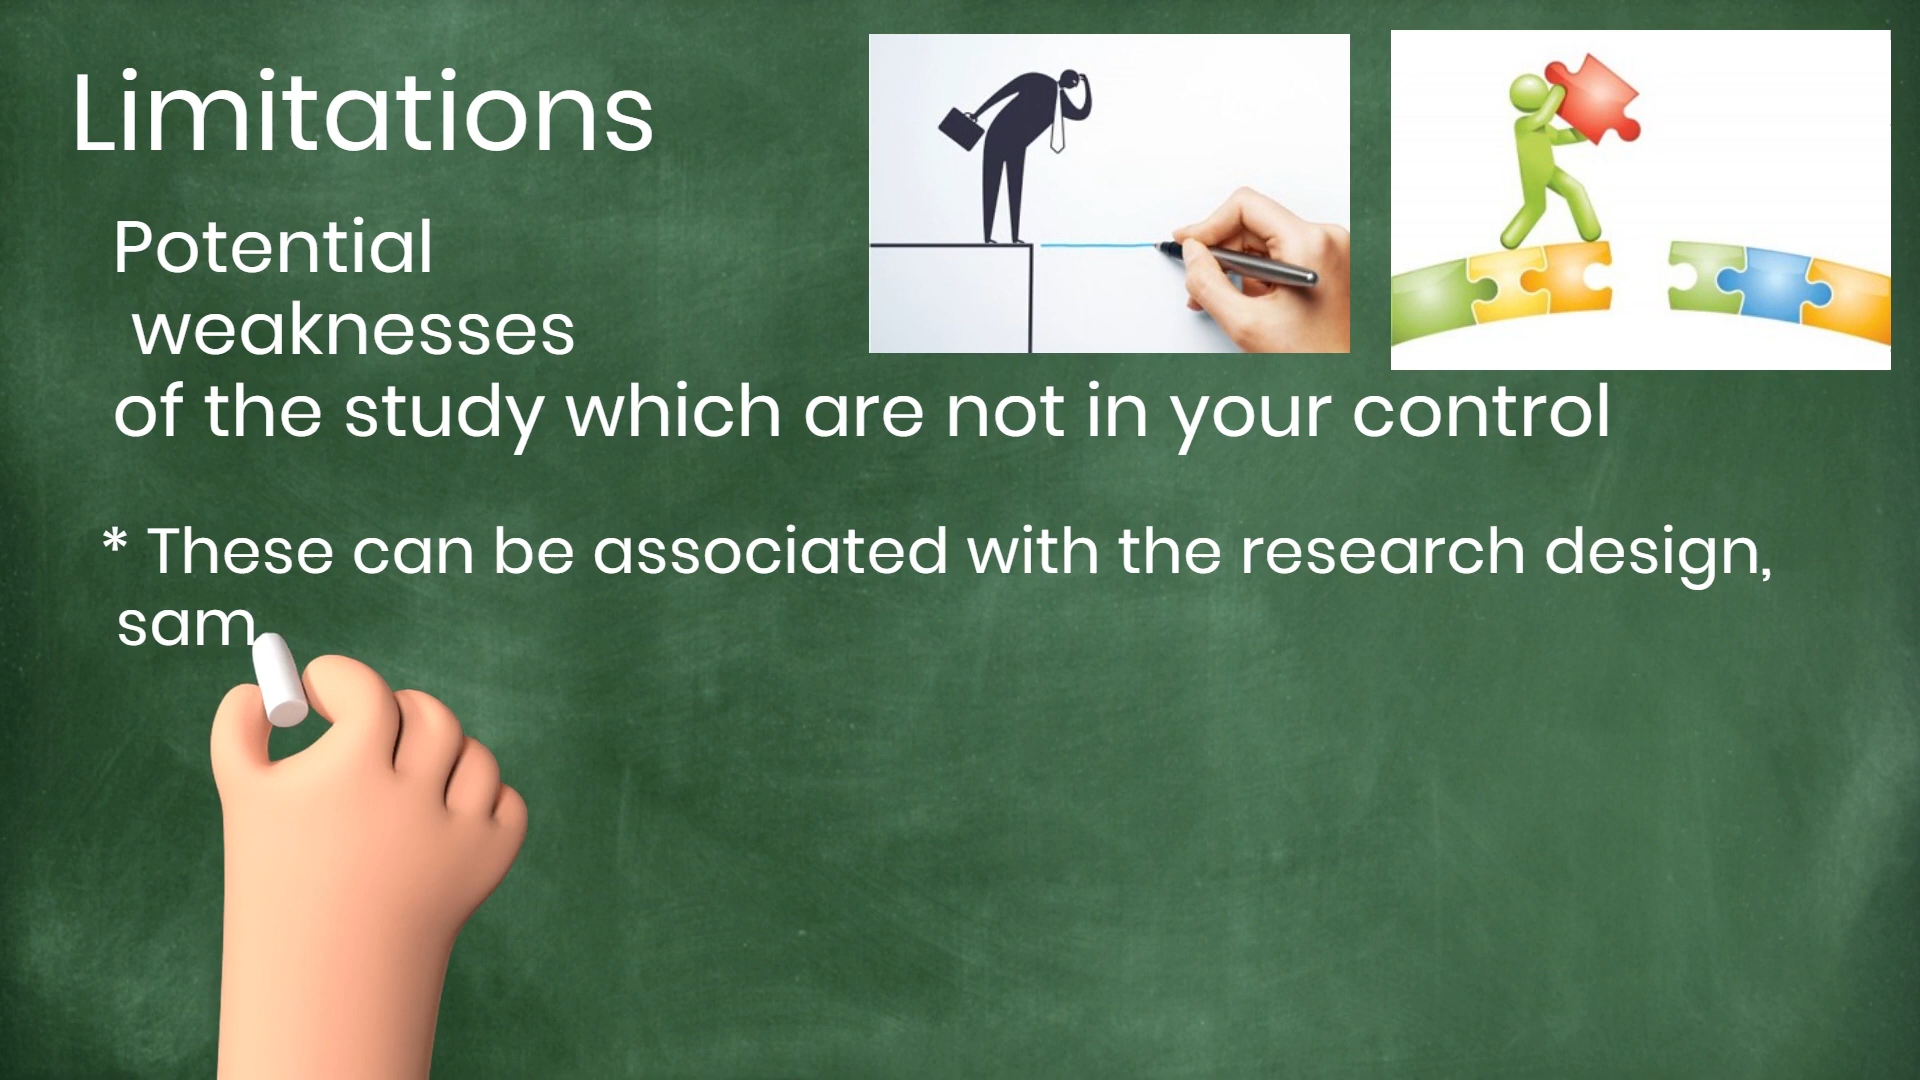 Limitations
Potential
weaknesses
of the study which are not in your control
* These can be associated with the research design,
sam